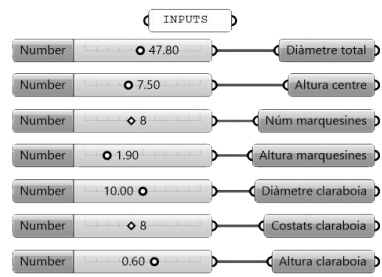 INPUTS
Number 47.80 Diàmetre total
Number 7.50 Altura centre
Number 8 Núm marquesines
Number 1.90 Altura marquesines
Number 10.00 Diàmetre claraboia
Number 8 Costats claraboia
Number 0.60 Altura claraboia